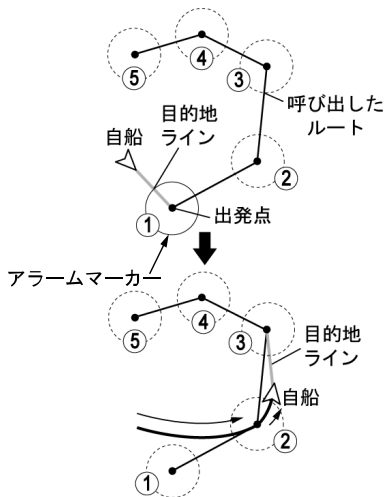 ⑤
④
③
呼び出した
ルート
目的地
ライン
自船
②
①
出発点
アラームマーカー
⑤
④
③
目的地
ライン
自船
②
①